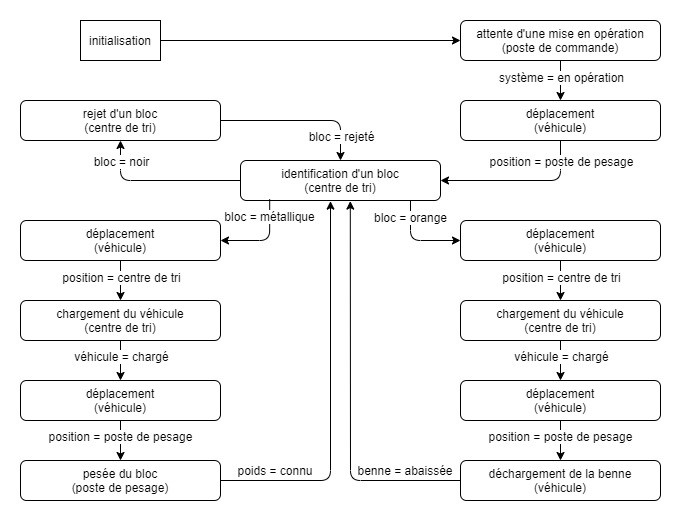 initialisation
attente d'une mise en opération
(poste de commande)
système = en opération
déplacement
(véhicule)
position = poste de pesage
rejet d'un bloc
(centre de tri)
bloc = rejeté
bloc = noir
identification d'un bloc
(centre de tri)
bloc = métallique
bloc = orange
déplacement
(véhicule)
position = centre de tri
chargement du véhicule
(centre de tri)
véhicule = chargé
déplacement
(véhicule)
position = poste de pesage
pesée du bloc
(poste de pesage)
poids = connu
déplacement
(véhicule)
position = centre de tri
chargement du véhicule
(centre de tri)
véhicule = chargé
déplacement
(véhicule)
position = poste de pesage
déchargement de la benne
(véhicule)
benne = abaissée